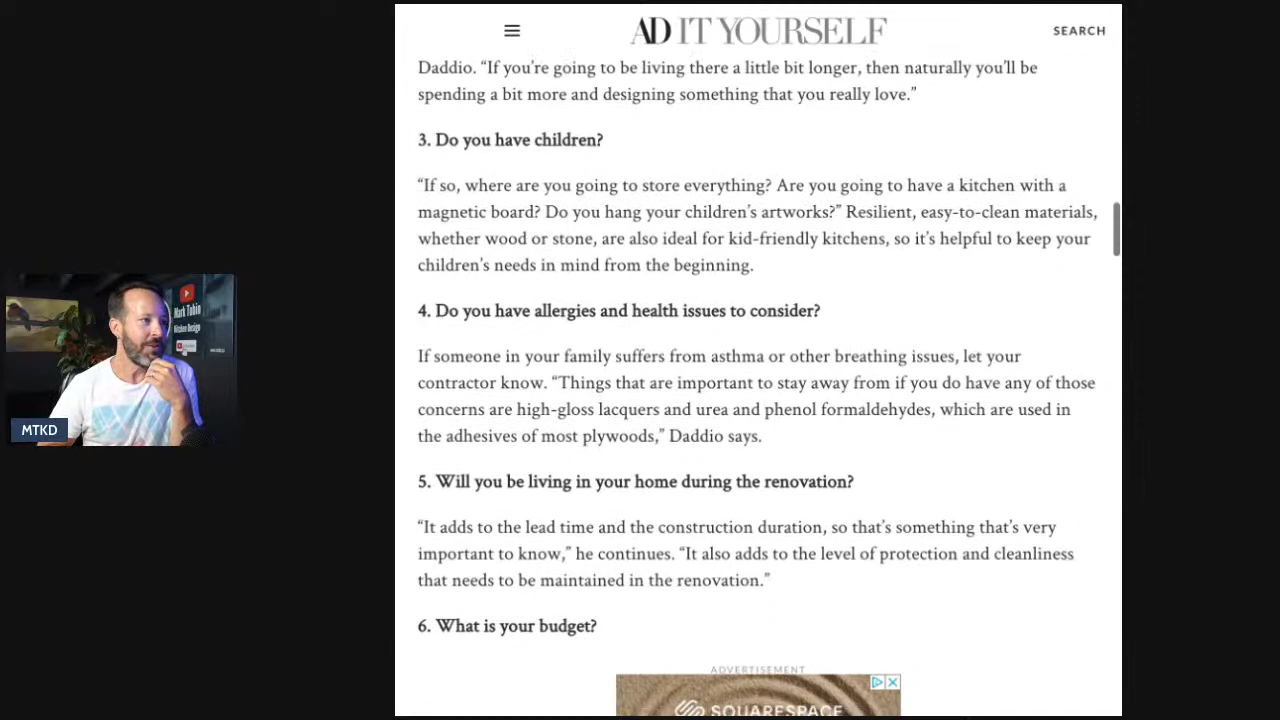 AD IT YOURSELF
SEARCH
Daddio. “If you’re going to be living there a little bit longer, then naturally you’ll be
spending a bit more and designing something that you really love.”
3. Do you have children?
“If so, where are you going to store everything? Are you going to have a kitchen with a
magnetic board? Do you hang your children’s artworks?” Resilient, easy-to-clean materials,
whether wood or stone, are also ideal for kid-friendly kitchens, so it’s helpful to keep your
children’s needs in mind from the beginning.
4. Do you have allergies and health issues to consider?
If someone in your family suffers from asthma or other breathing issues, let your
contractor know. “Things that are important to stay away from if you do have any of those
concerns are high-gloss lacquers and urea and phenol formaldehydes, which are used in
the adhesives of most plywoods,” Daddio says.
5. Will you be living in your home during the renovation?
“It adds to the lead time and the construction duration, so that’s something that’s very
important to know,” he continues. “It also adds to the level of protection and cleanliness
that needs to be maintained in the renovation.”
6. What is your budget?
ADVERTISEMENT
SQUARESPACE
Mark Tobin
Kitchen Design
MTKD